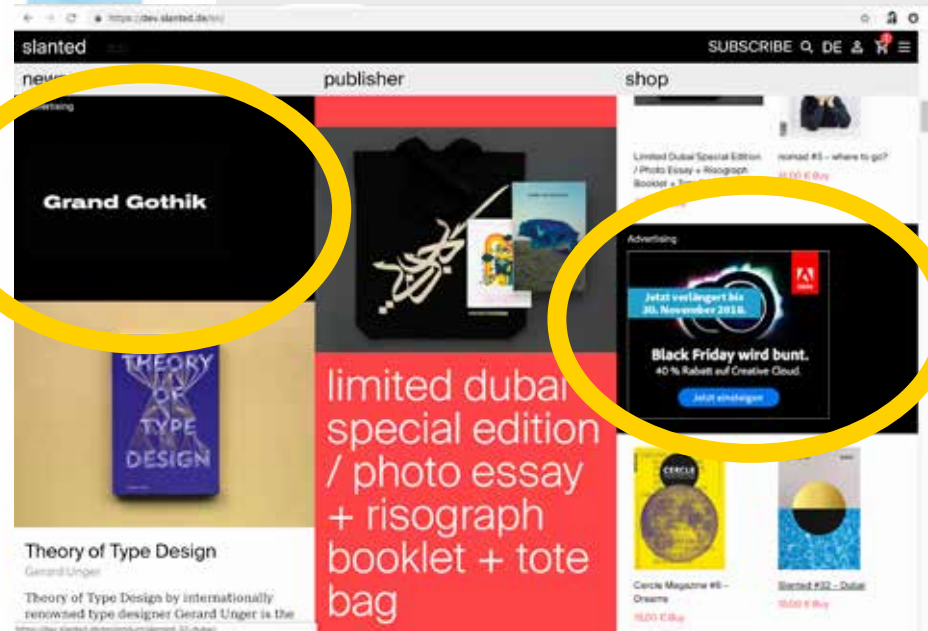 https://dev.slanted.de/en/
slanted
SUBSCRIBE
DE
news
publisher
shop
Advertising
Grand Gothik
THEORY
OF
TYPE
DESIGN
Theory of Type Design
Gerard Unger
Theory of Type Design by internationally
renowned type designer Gerard Unger is the
limited dubai
special edition
/ photo essay
+ risograph
booklet + tote
bag
Limited Dubai Special Edition
/ Photo Essay + Risograph
Booklet + Tote
nomad #5 – where to go?
Buy
Advertising
Adobe
Jetzt verlängert bis
30. November 2018.
Black Friday wird bunt.
40 % Rabatt auf Creative Cloud.
Jetzt einsteigen
CERCLE
Cercle Magazine #6 –
Dreams
Buy
Slanted #32 – Dubai
Buy